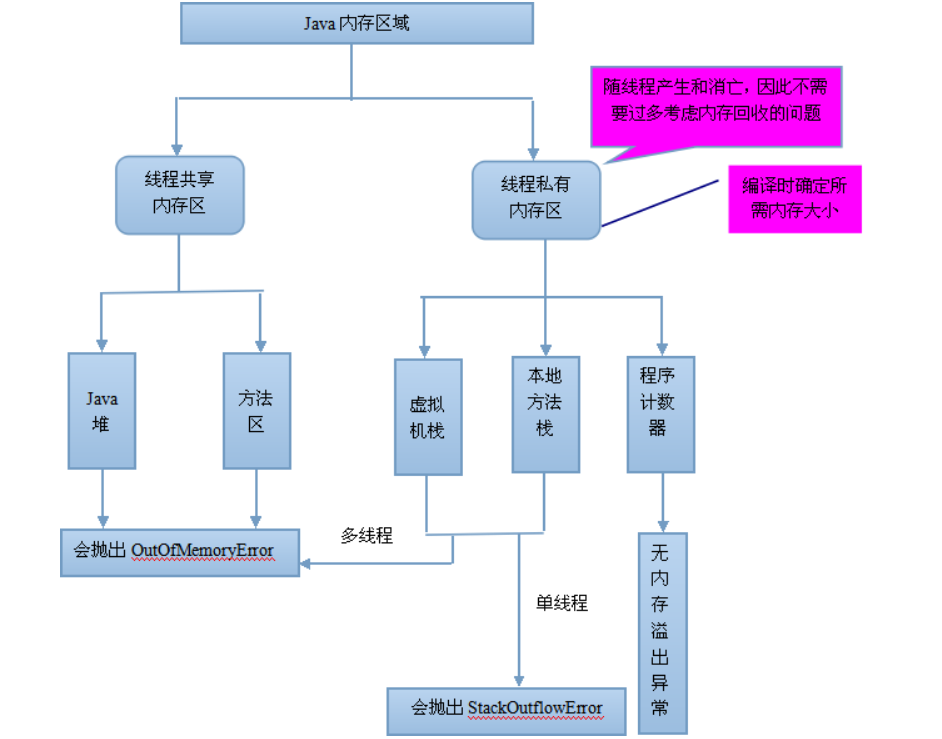 Java 内存区域
随线程产生和消亡，因此不需
要过多考虑内存回收的问题
线程共享
内存区
线程私有
内存区
编译时确定所
需内存大小
Java
堆
方法
区
虚拟
机栈
本地
方法
栈
程序
计数
器
多线程
会抛出 OutOfMemoryError
单线程
无
内
存
溢
出
异
常
会抛出 StackOutflowError